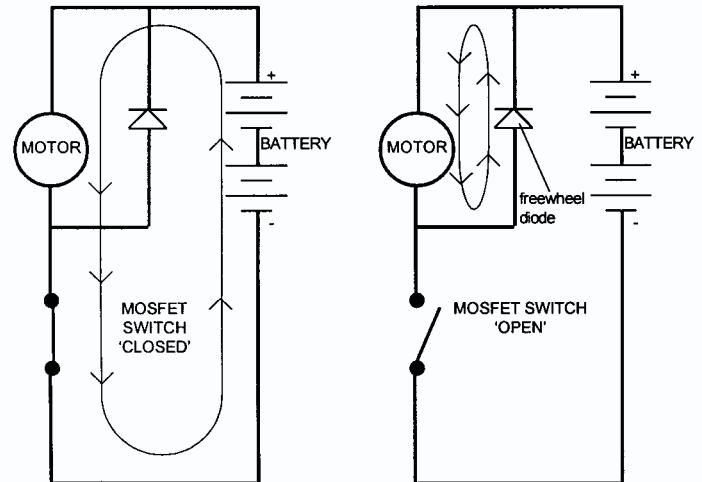 +
MOTOR
BATTERY
-
MOSFET
SWITCH
'CLOSED'
+
MOTOR
BATTERY
freewheel
diode
-
MOSFET SWITCH
'OPEN'